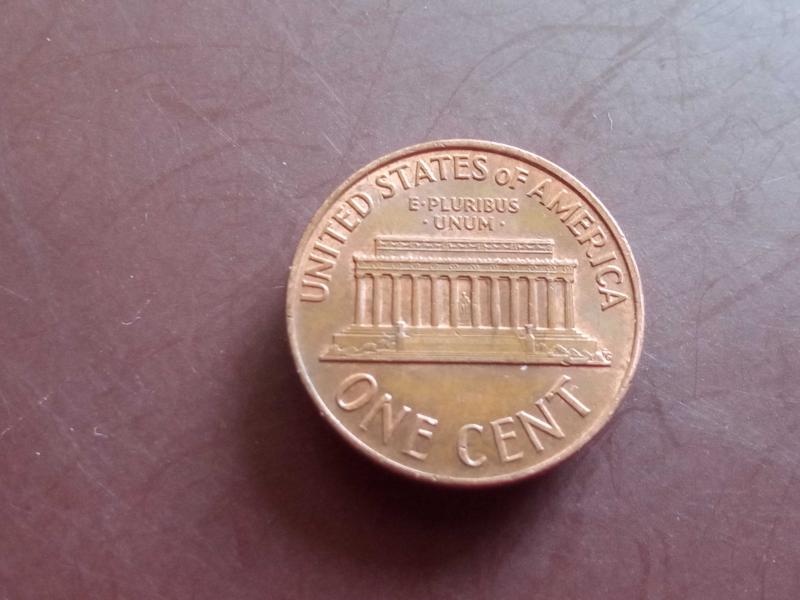 UNITED STATES OF AMERICA
E·PLURIBUS
·UNUM·
ONE CENT